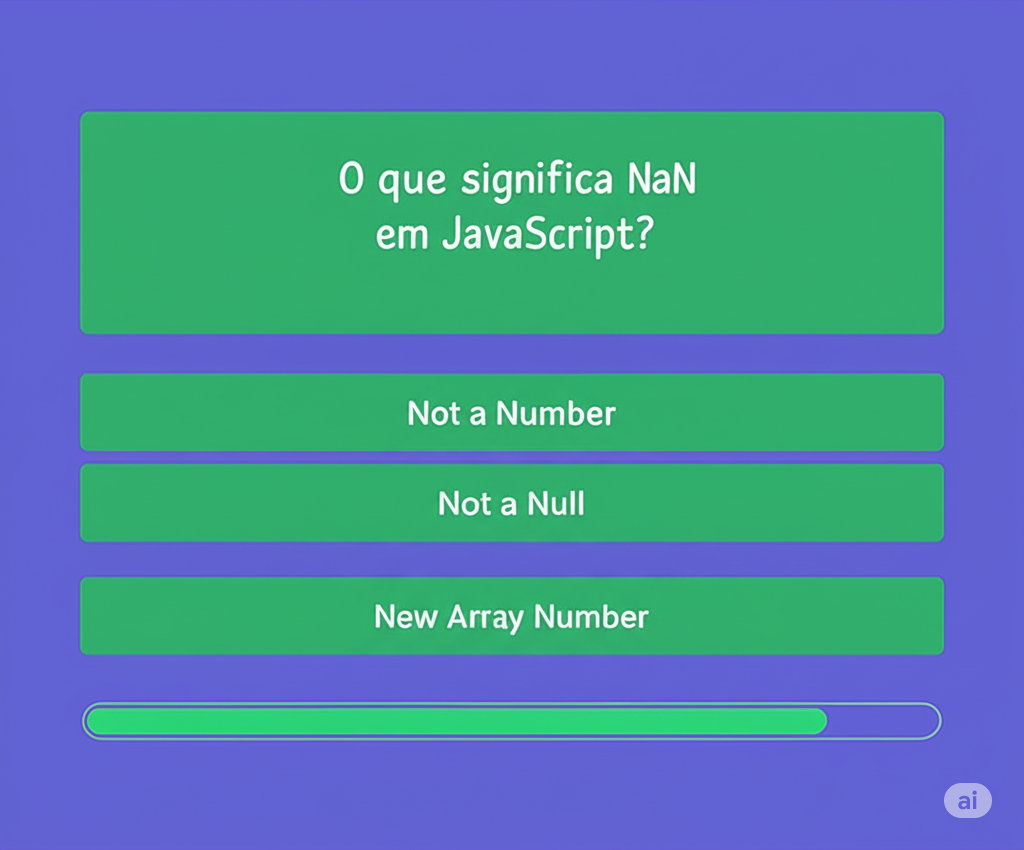 O que significa NaN
em JavaScript?
Not a Number
Not a Null
New Array Number
ai